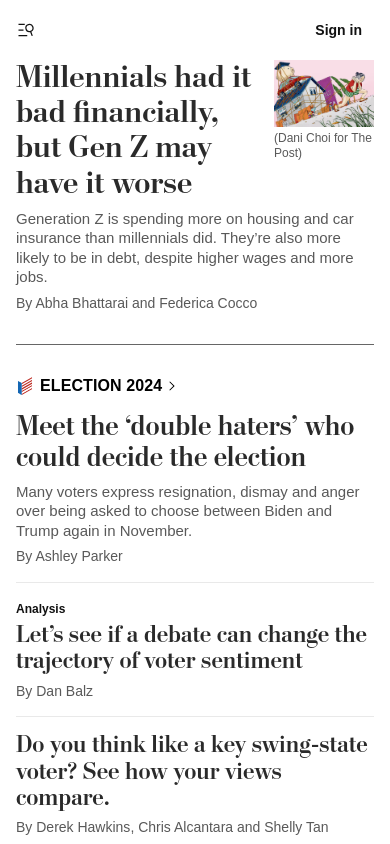 Sign in
Millennials had it
bad financially,
but Gen Z may
have it worse
(Dani Choi for The
Post)
Generation Z is spending more on housing and car
insurance than millennials did. They’re also more
likely to be in debt, despite higher wages and more
jobs.
By Abha Bhattarai and Federica Cocco
ELECTION 2024
Meet the ‘double haters’ who
could decide the election
Many voters express resignation, dismay and anger
over being asked to choose between Biden and
Trump again in November.
By Ashley Parker
Analysis
Let’s see if a debate can change the
trajectory of voter sentiment
By Dan Balz
Do you think like a key swing-state
voter? See how your views
compare.
By Derek Hawkins, Chris Alcantara and Shelly Tan